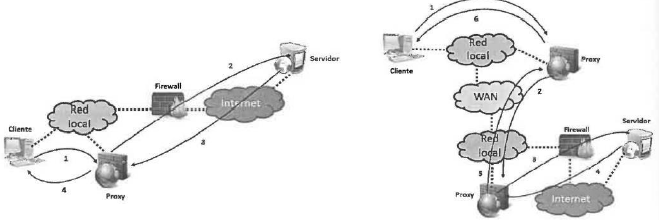 1
6
Cliente
Red
local
Proxy
2
WAN
Red
local
Firewall
Servidor
5
3
4
Proxy
Internet
2
Servidor
Firewall
Internet
Red
local
3
Cliente
1
4
Proxy